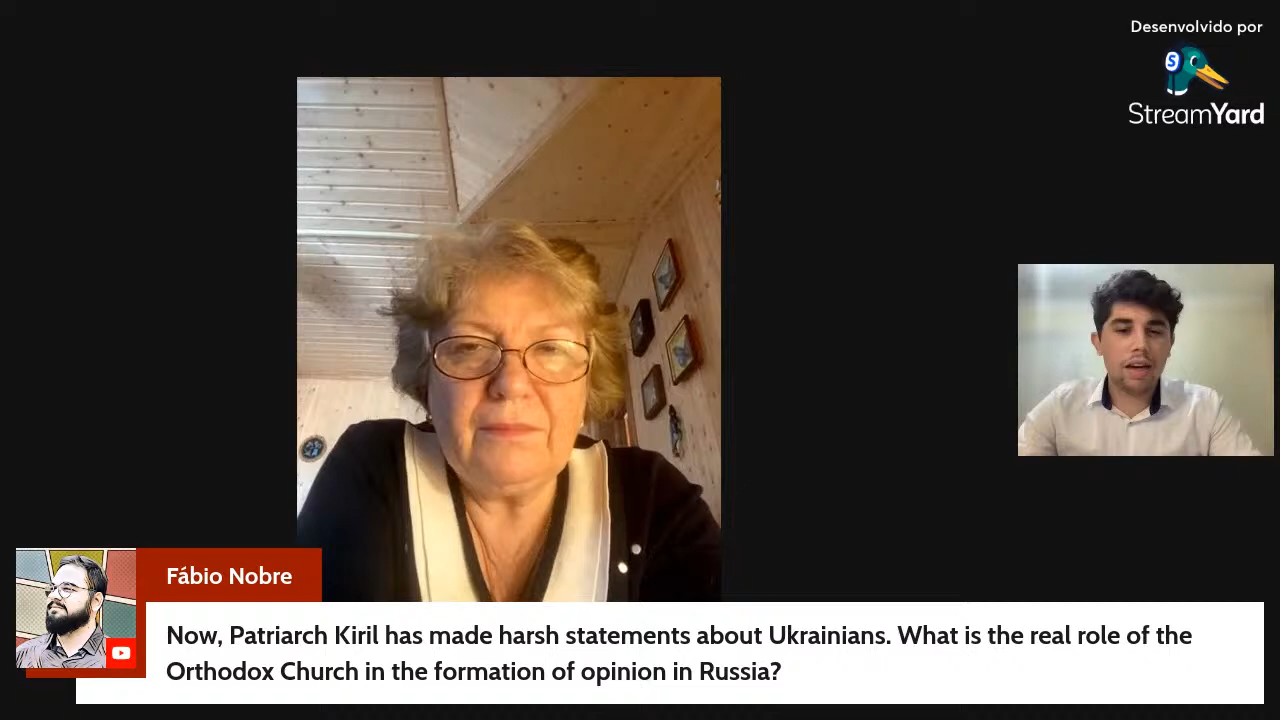 Desenvolvido por
StreamYard
Fábio Nobre
Now, Patriarch Kiril has made harsh statements about Ukrainians. What is the real role of the
Orthodox Church in the formation of opinion in Russia?